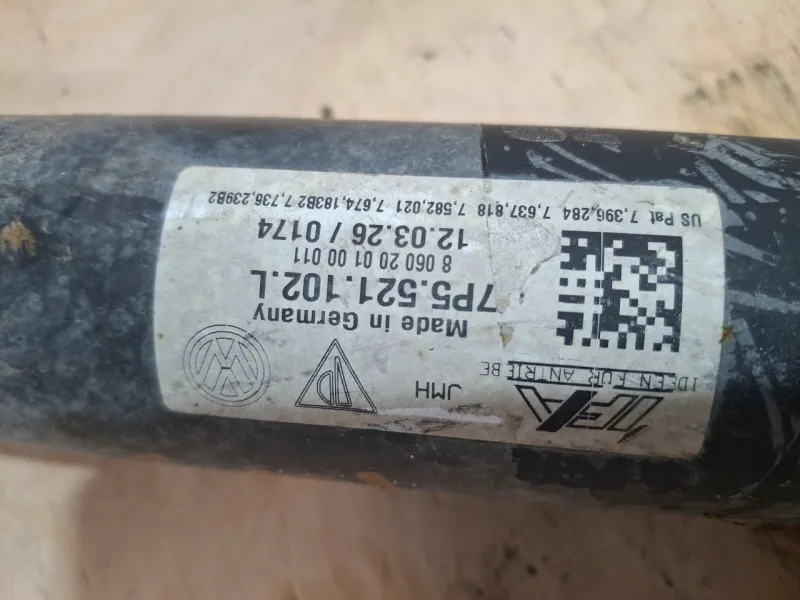 IFA
IDEEN FÜR ANTRIEBE
JMH
Made in Germany
7P5.521.102.L
8 060 20 01 00 011
12.03.26 / 0174
US Pat 7,396,284 7,637,818 7,582,021 7,674,183B2 7,736,239B2